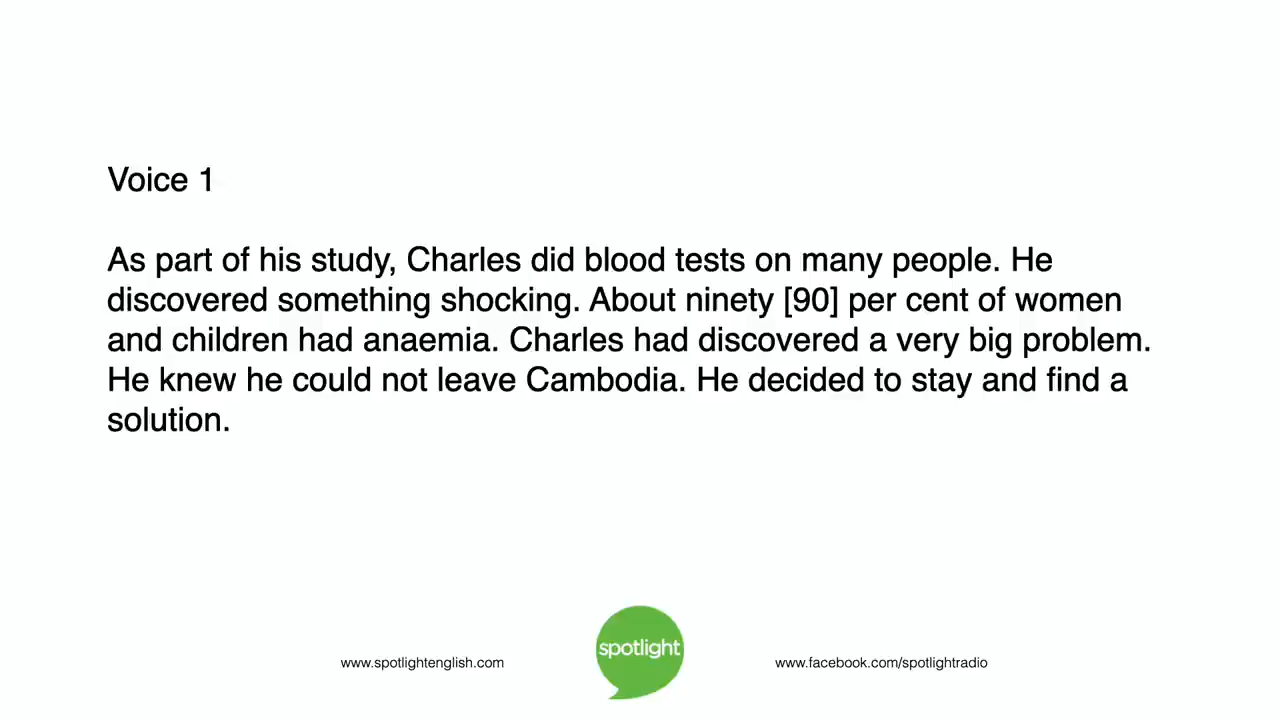 Voice 1
As part of his study, Charles did blood tests on many people. He
discovered something shocking. About ninety [90] per cent of women
and children had anaemia. Charles had discovered a very big problem.
He knew he could not leave Cambodia. He decided to stay and find a
solution.
www.spotlightenglish.com
spotlight
www.facebook.com/spotlightradio